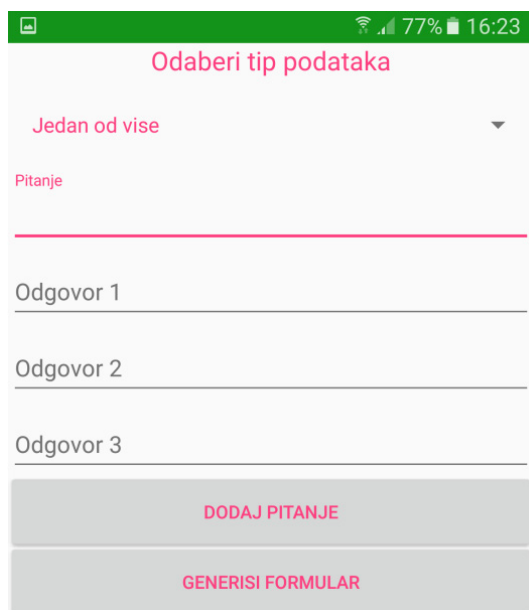 77% 16:23
Odaberi tip podataka
Jedan od vise
Pitanje
Odgovor 1
Odgovor 2
Odgovor 3
DODAJ PITANJE
GENERISI FORMULAR